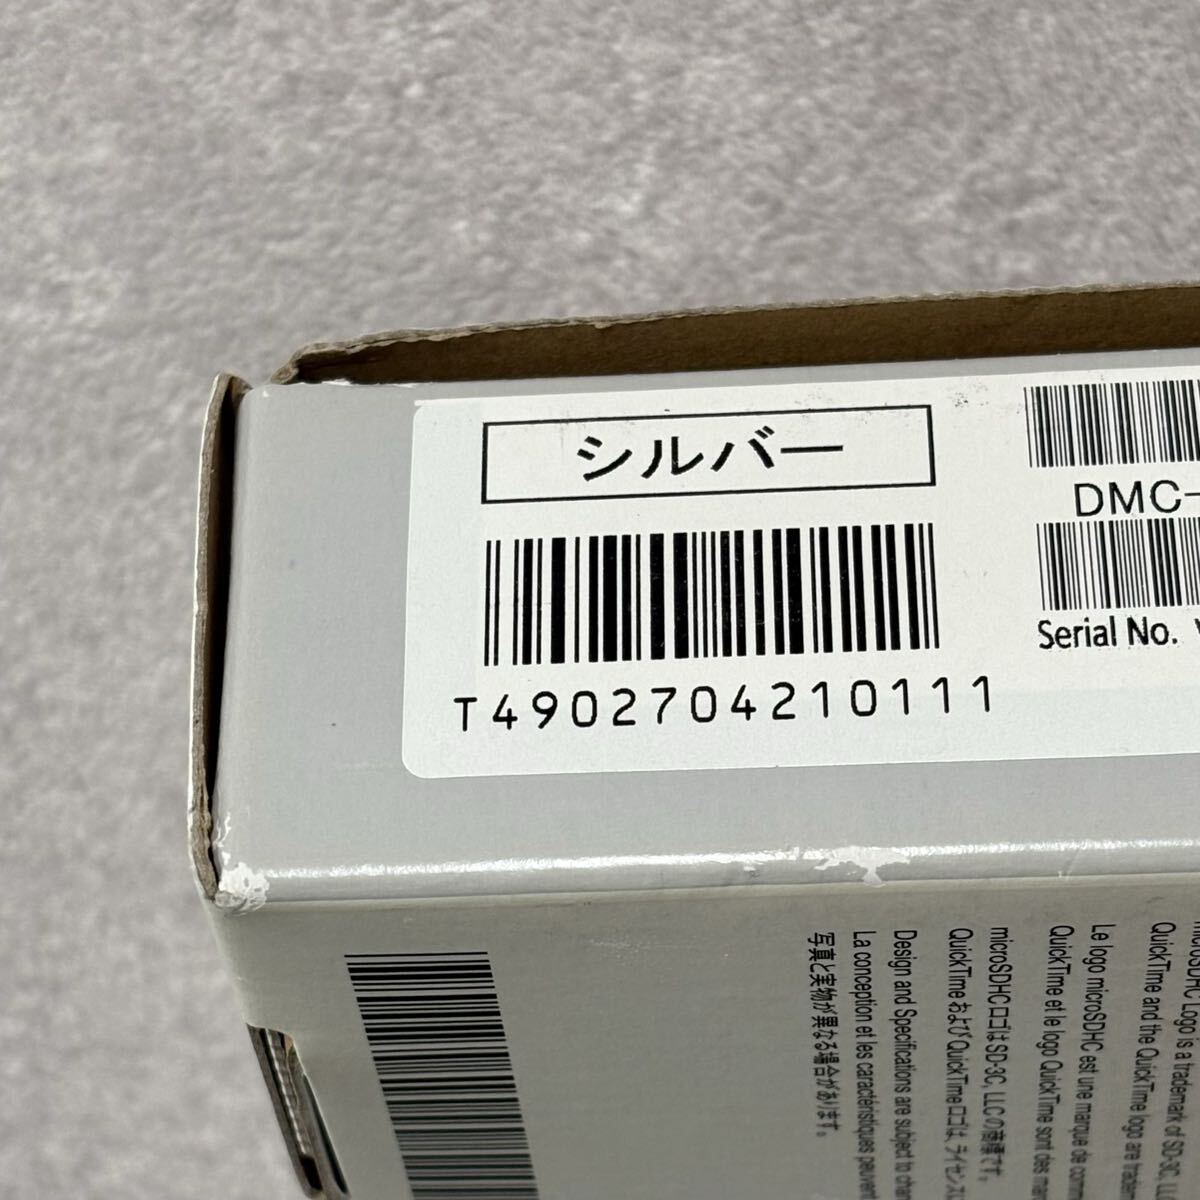 シルバー
DMC-
Serial No.
T4902704210111
microSDHC Logo is a trademark of SD-3C, LLC
QuickTime and the QuickTime logo are trade
Le logo microSDHC est une marque de comm
QuickTime et le logo QuickTime sont des ma
microSDHCロゴはSD-3C, LLCの商標です。
QuickTimeおよびQuickTimeロゴは、ライセンス
Design and Specifications are subject to cha
La conception et les caractéristiques peuvent
写真と実物が異なる場合があります。